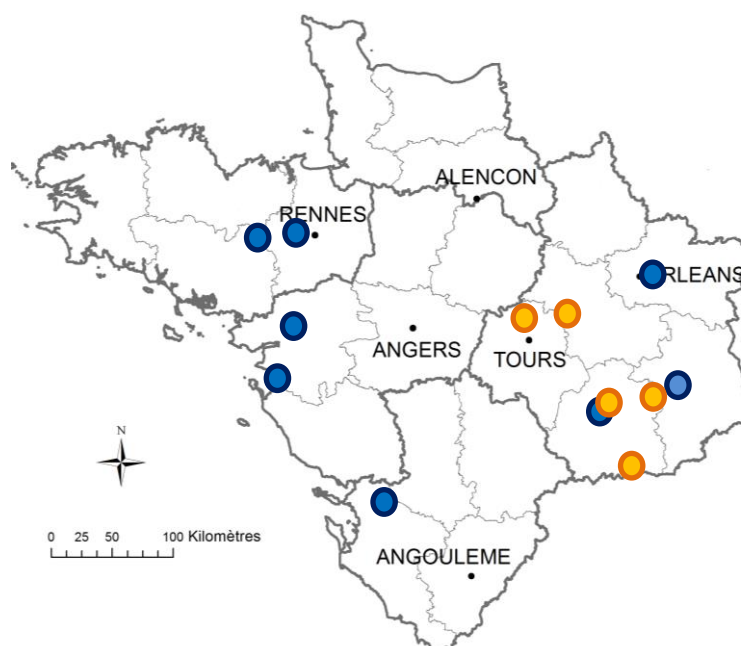 ALENCON
RENNES
RLEANS
ANGERS
TOURS
N
0 25 50 100 Kilomètres
ANGOULEME